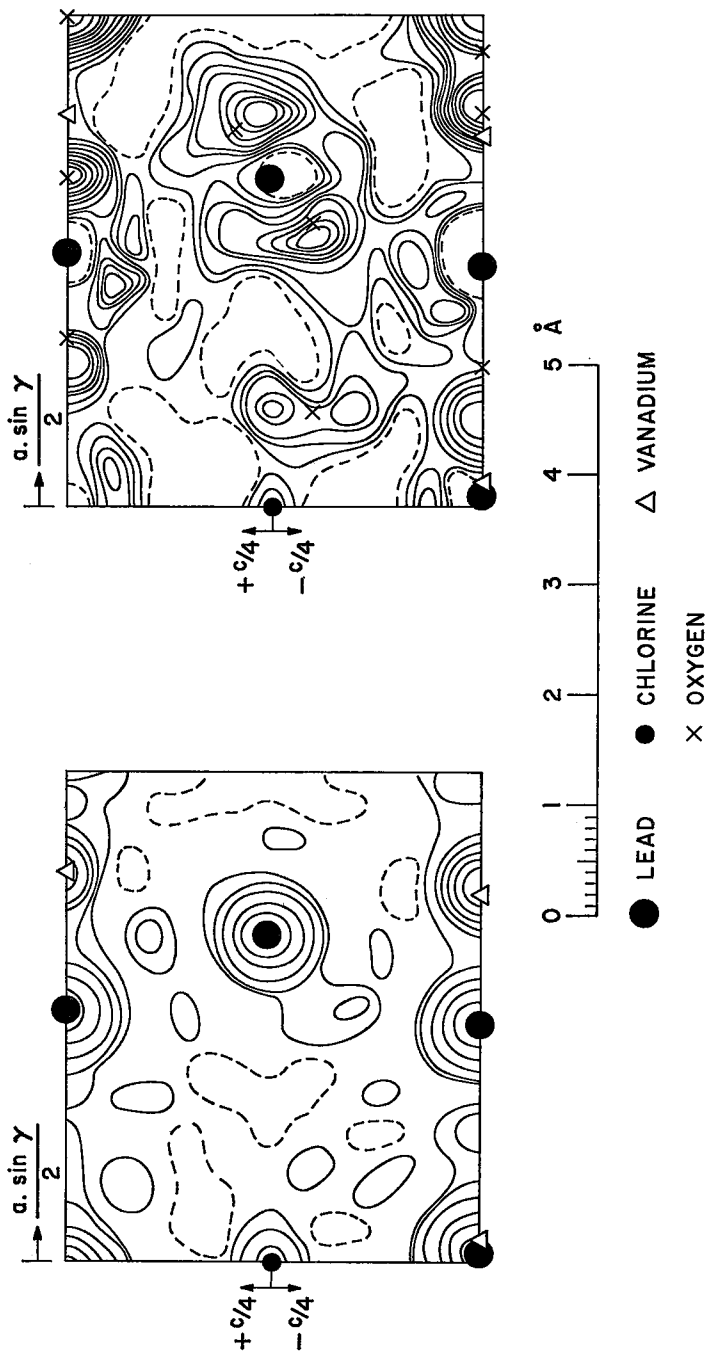 a. sin γ
2
+ c/4
− c/4
a. sin γ
2
+ c/4
− c/4
0 1 2 3 4 5 Å
● LEAD ● CHLORINE △ VANADIUM
× OXYGEN